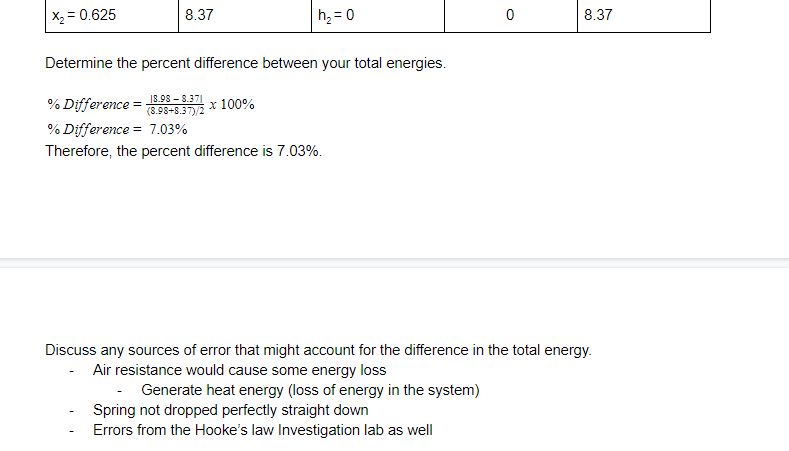 x₂ = 0.625 8.37 h₂ = 0 0 8.37
Determine the percent difference between your total energies.
% Difference = |8.98 – 8.37| / (8.98+8.37)/2 x 100%
% Difference = 7.03%
Therefore, the percent difference is 7.03%.
Discuss any sources of error that might account for the difference in the total energy.
- Air resistance would cause some energy loss
- Generate heat energy (loss of energy in the system)
- Spring not dropped perfectly straight down
- Errors from the Hooke's law Investigation lab as well